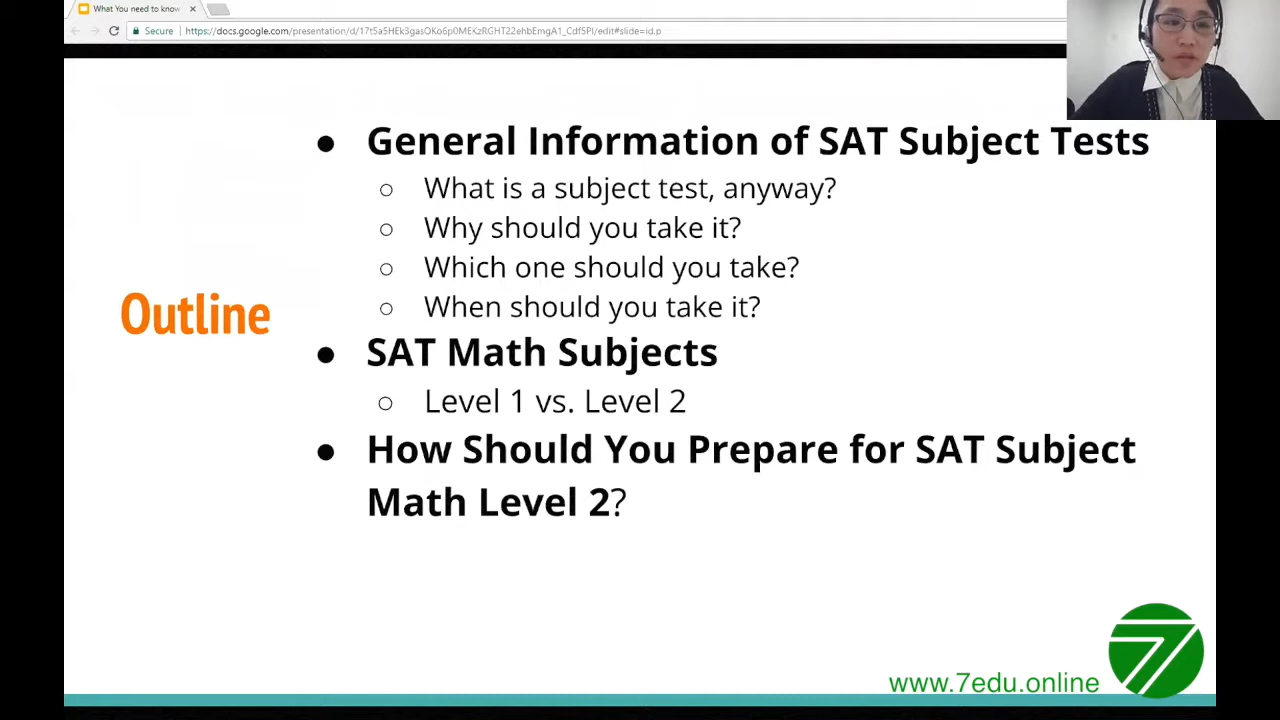 What You need to know
Secure
https://docs.google.com/presentation/d/17t5a5HEk3gasOKo6p0MEKzRGHT22ehbEmgA1_Cdf5PI/edit#slide=id.p
General Information of SAT Subject Tests
What is a subject test, anyway?
Why should you take it?
Which one should you take?
When should you take it?
Outline
SAT Math Subjects
Level 1 vs. Level 2
How Should You Prepare for SAT Subject
Math Level 2?
www.7edu.online
7